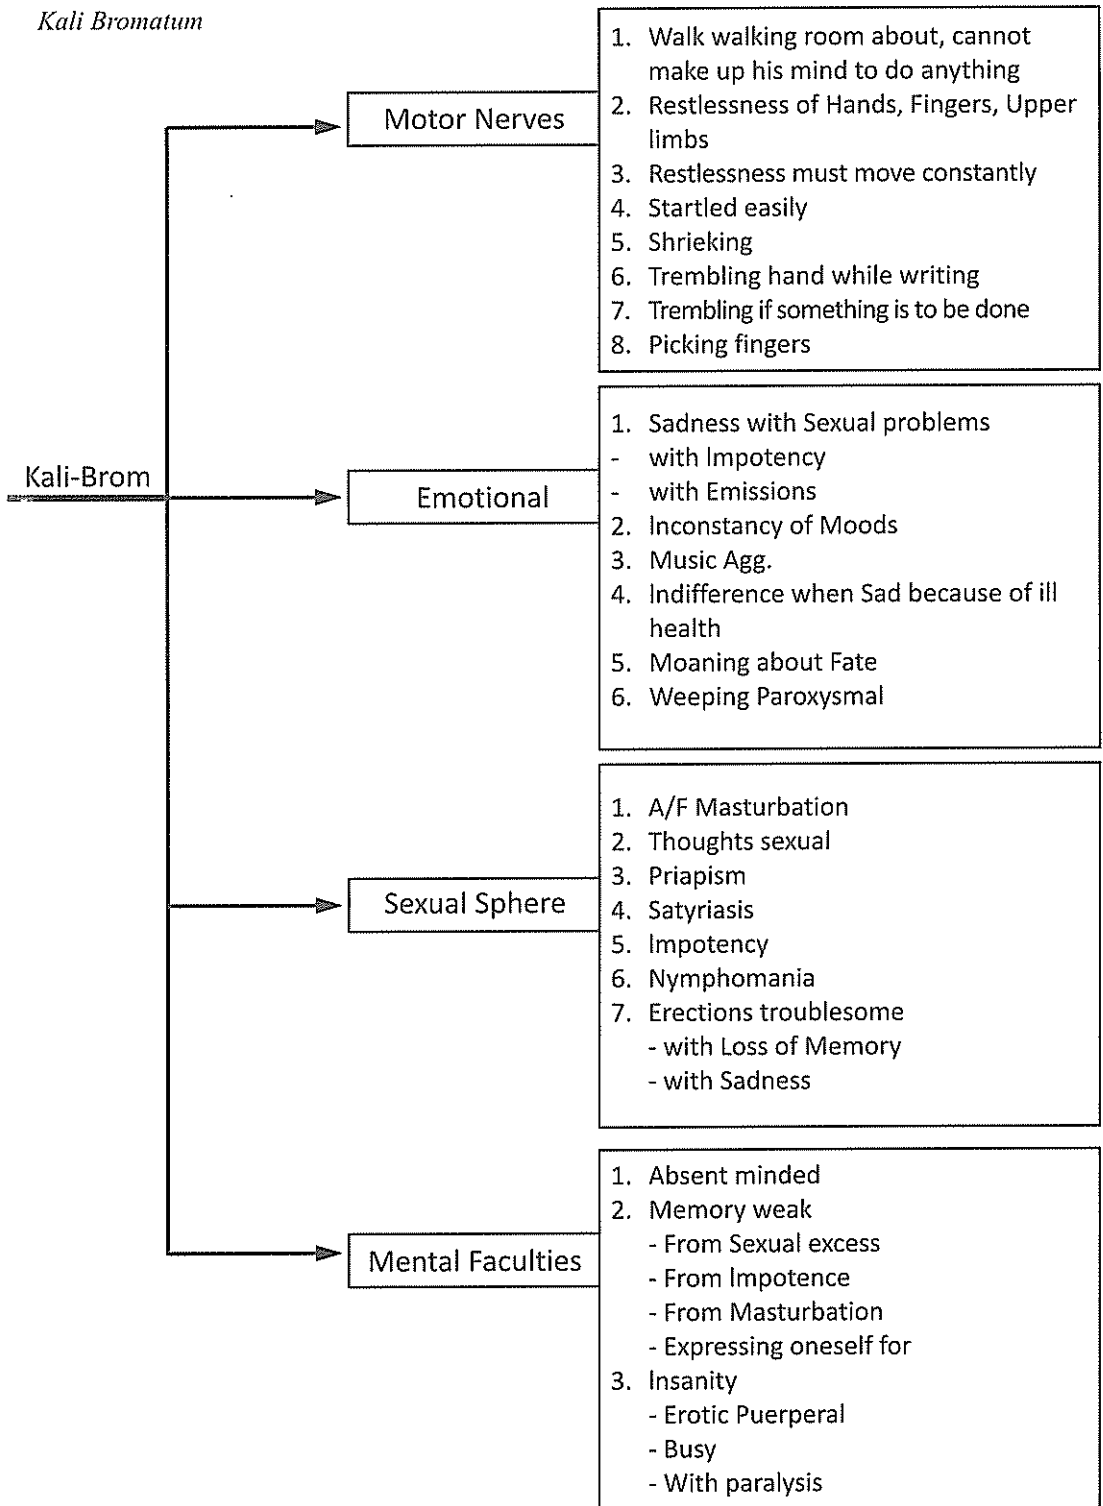 Kali Bromatum
Kali-Brom
Motor Nerves
1. Walk walking room about, cannot
make up his mind to do anything
2. Restlessness of Hands, Fingers, Upper
limbs
3. Restlessness must move constantly
4. Startled easily
5. Shrieking
6. Trembling hand while writing
7. Trembling if something is to be done
8. Picking fingers
Emotional
1. Sadness with Sexual problems
- with Impotency
- with Emissions
2. Inconstancy of Moods
3. Music Agg.
4. Indifference when Sad because of ill
health
5. Moaning about Fate
6. Weeping Paroxysmal
Sexual Sphere
1. A/F Masturbation
2. Thoughts sexual
3. Priapism
4. Satyriasis
5. Impotency
6. Nymphomania
7. Erections troublesome
- with Loss of Memory
- with Sadness
Mental Faculties
1. Absent minded
2. Memory weak
- From Sexual excess
- From Impotence
- From Masturbation
- Expressing oneself for
3. Insanity
- Erotic Puerperal
- Busy
- With paralysis